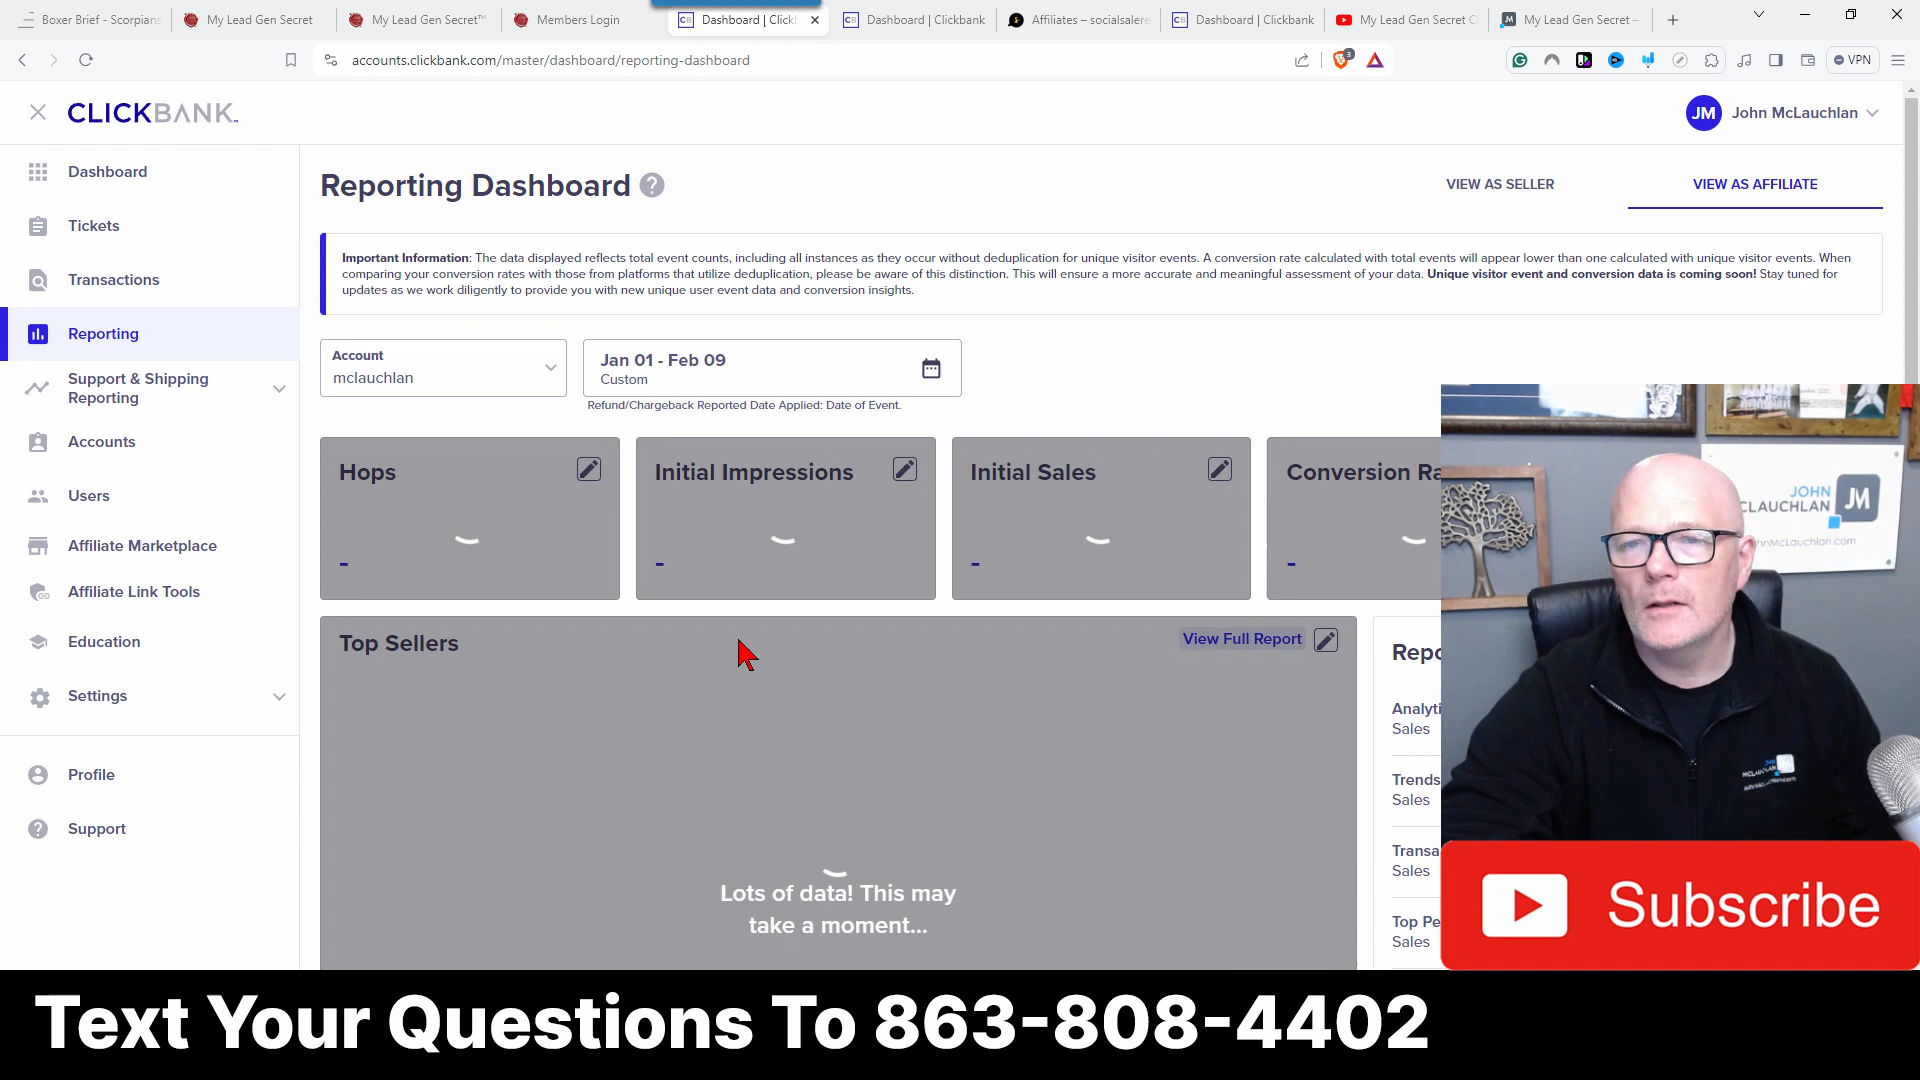 Boxer Brief - Scorpians
My Lead Gen Secret
My Lead Gen Secret™
Members Login
Dashboard | Click
Dashboard | Clickbank
Affiliates – socialsalere
Dashboard | Clickbank
My Lead Gen Secret C
My Lead Gen Secret –
accounts.clickbank.com/master/dashboard/reporting-dashboard
3
VPN
CLICKBANK
JM
John McLauchlan
Dashboard
Tickets
Transactions
Reporting
Support & Shipping
Reporting
Accounts
Users
Affiliate Marketplace
Affiliate Link Tools
Education
Settings
Profile
Support
Reporting Dashboard
VIEW AS SELLER
VIEW AS AFFILIATE
Important Information: The data displayed reflects total event counts, including all instances as they occur without deduplication for unique visitor events. A conversion rate calculated with total events will appear lower than one calculated with unique visitor events. When
comparing your conversion rates with those from platforms that utilize deduplication, please be aware of this distinction. This will ensure a more accurate and meaningful assessment of your data. Unique visitor event and conversion data is coming soon! Stay tuned for
updates as we work diligently to provide you with new unique user event data and conversion insights.
Account
mclauchlan
Jan 01 - Feb 09
Custom
Refund/Chargeback Reported Date Applied: Date of Event.
Hops
-
Initial Impressions
-
Initial Sales
-
Conversion Ra
-
Top Sellers
View Full Report
Lots of data! This may
take a moment...
Repo
Analyti
Sales
Trends
Sales
Transa
Sales
Top Pe
Sales
JOHN
CLAUCHLAN
JM
hnMcLauchlan.com
Subscribe
Text Your Questions To 863-808-4402